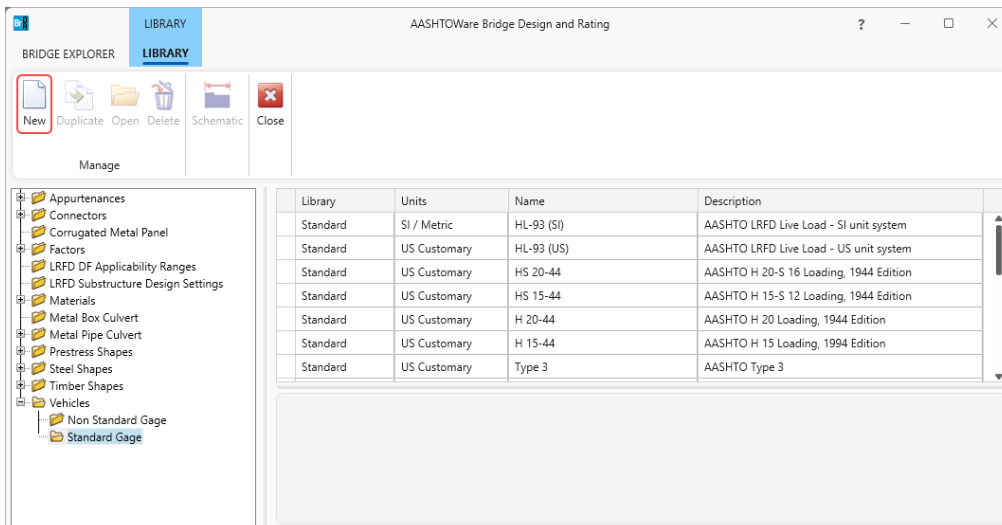 Br
LIBRARY
AASHTOWare Bridge Design and Rating
?
BRIDGE EXPLORER
LIBRARY
New
Duplicate
Open
Delete
Schematic
Close
Manage
Appurtenances
Connectors
Corrugated Metal Panel
Factors
LRFD DF Applicability Ranges
LRFD Substructure Design Settings
Materials
Metal Box Culvert
Metal Pipe Culvert
Prestress Shapes
Steel Shapes
Timber Shapes
Vehicles
Non Standard Gage
Standard Gage
Library Units Name Description
Standard SI / Metric HL-93 (SI) AASHTO LRFD Live Load - SI unit system
Standard US Customary HL-93 (US) AASHTO LRFD Live Load - US unit system
Standard US Customary HS 20-44 AASHTO H 20-S 16 Loading, 1944 Edition
Standard US Customary HS 15-44 AASHTO H 15-S 12 Loading, 1944 Edition
Standard US Customary H 20-44 AASHTO H 20 Loading, 1944 Edition
Standard US Customary H 15-44 AASHTO H 15 Loading, 1994 Edition
Standard US Customary Type 3 AASHTO Type 3